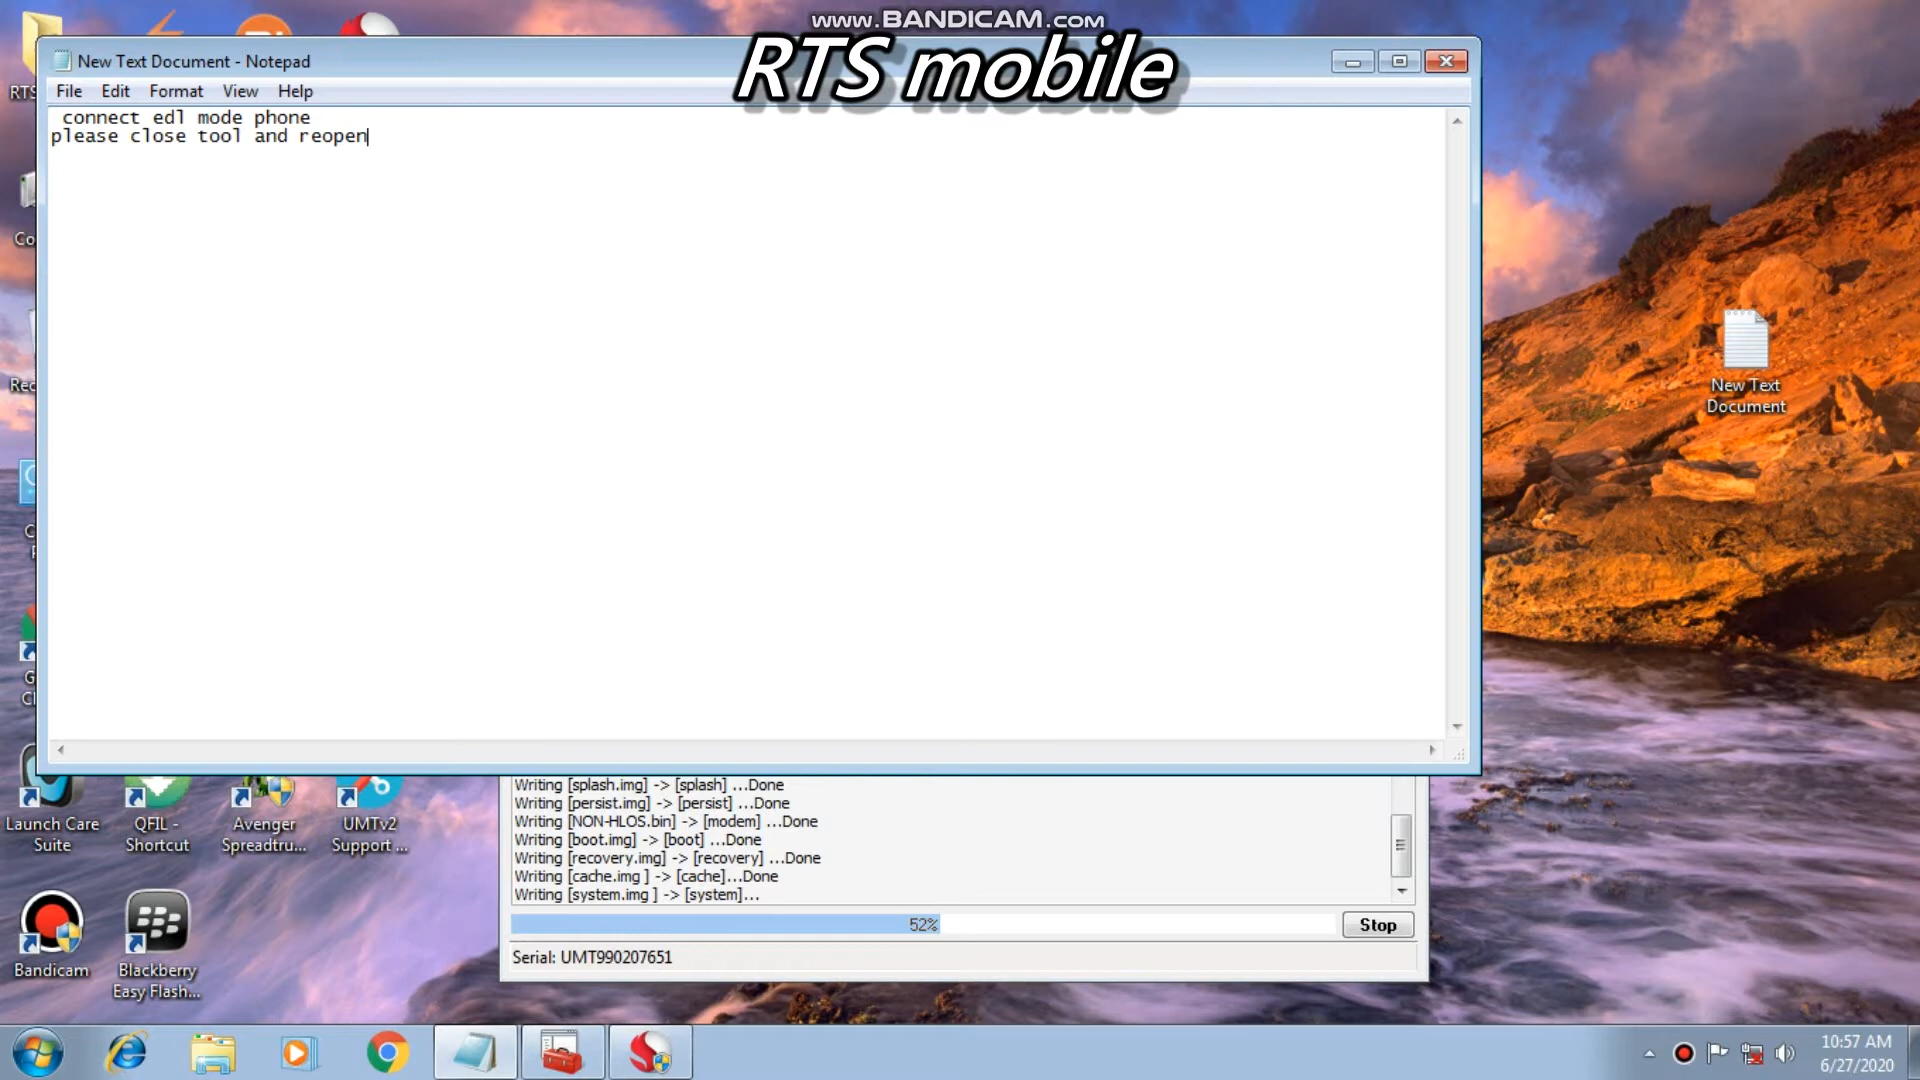 www.BANDICAM.com
RTS mobile
New Text Document - Notepad
File Edit Format View Help
connect edl mode phone
please close tool and reopen
New Text
Document
Launch Care
Suite
QFIL -
Shortcut
Avenger
Spreadtru...
UMTv2
Support ...
Bandicam
Blackberry
Easy Flash...
Writing [splash.img] -> [splash] ...Done
Writing [persist.img] -> [persist] ...Done
Writing [NON-HLOS.bin] -> [modem] ...Done
Writing [boot.img] -> [boot] ...Done
Writing [recovery.img] -> [recovery] ...Done
Writing [cache.img ] -> [cache]...Done
Writing [system.img ] -> [system]...
52%
Stop
Serial: UMT990207651
10:57 AM
6/27/2020